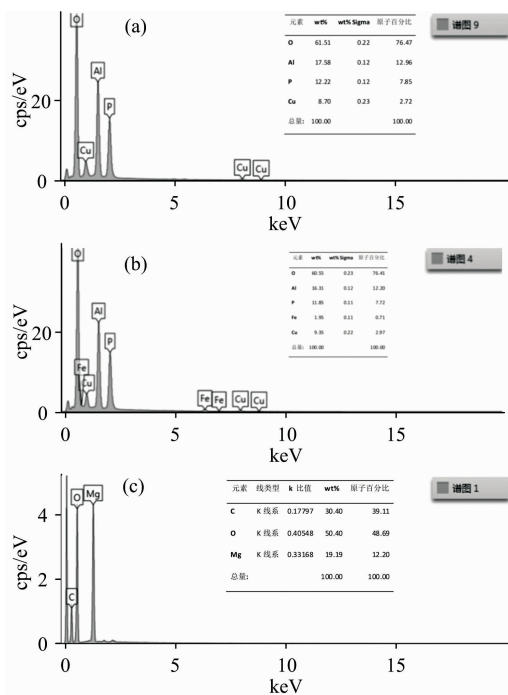 (a)
谱图 9
元素 wt% wt% Sigma 原子百分比
O 61.51 0.22 76.47
Al 17.58 0.12 12.96
P 12.22 0.12 7.85
Cu 8.70 0.23 2.72
总量: 100.00 100.00
O
Al
P
Cu
Cu
Cu
cps/eV
20
0
0 5 10 15
keV
(b)
谱图 4
元素 wt% wt% Sigma 原子百分比
O 60.55 0.23 76.41
Al 16.31 0.12 12.20
P 11.85 0.11 7.72
Fe 1.95 0.11 0.71
Cu 9.35 0.22 2.97
总量: 100.00 100.00
O
Al
P
Fe
Cu
Fe
Fe
Cu
Cu
cps/eV
20
0
0 5 10 15
keV
(c)
谱图 1
元素 线类型 k 比值 wt% 原子百分比
C K 线系 0.17797 30.40 39.11
O K 线系 0.40548 50.40 48.69
Mg K 线系 0.33168 19.19 12.20
总量: 100.00 100.00
O
Mg
C
cps/eV
4
2
0
0 5 10 15
keV